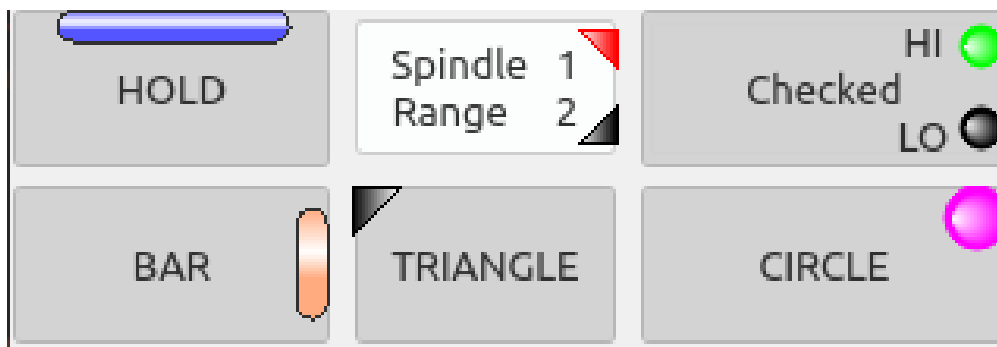 HOLD
Spindle 1
Range 2
HI
Checked
LO
BAR
TRIANGLE
CIRCLE